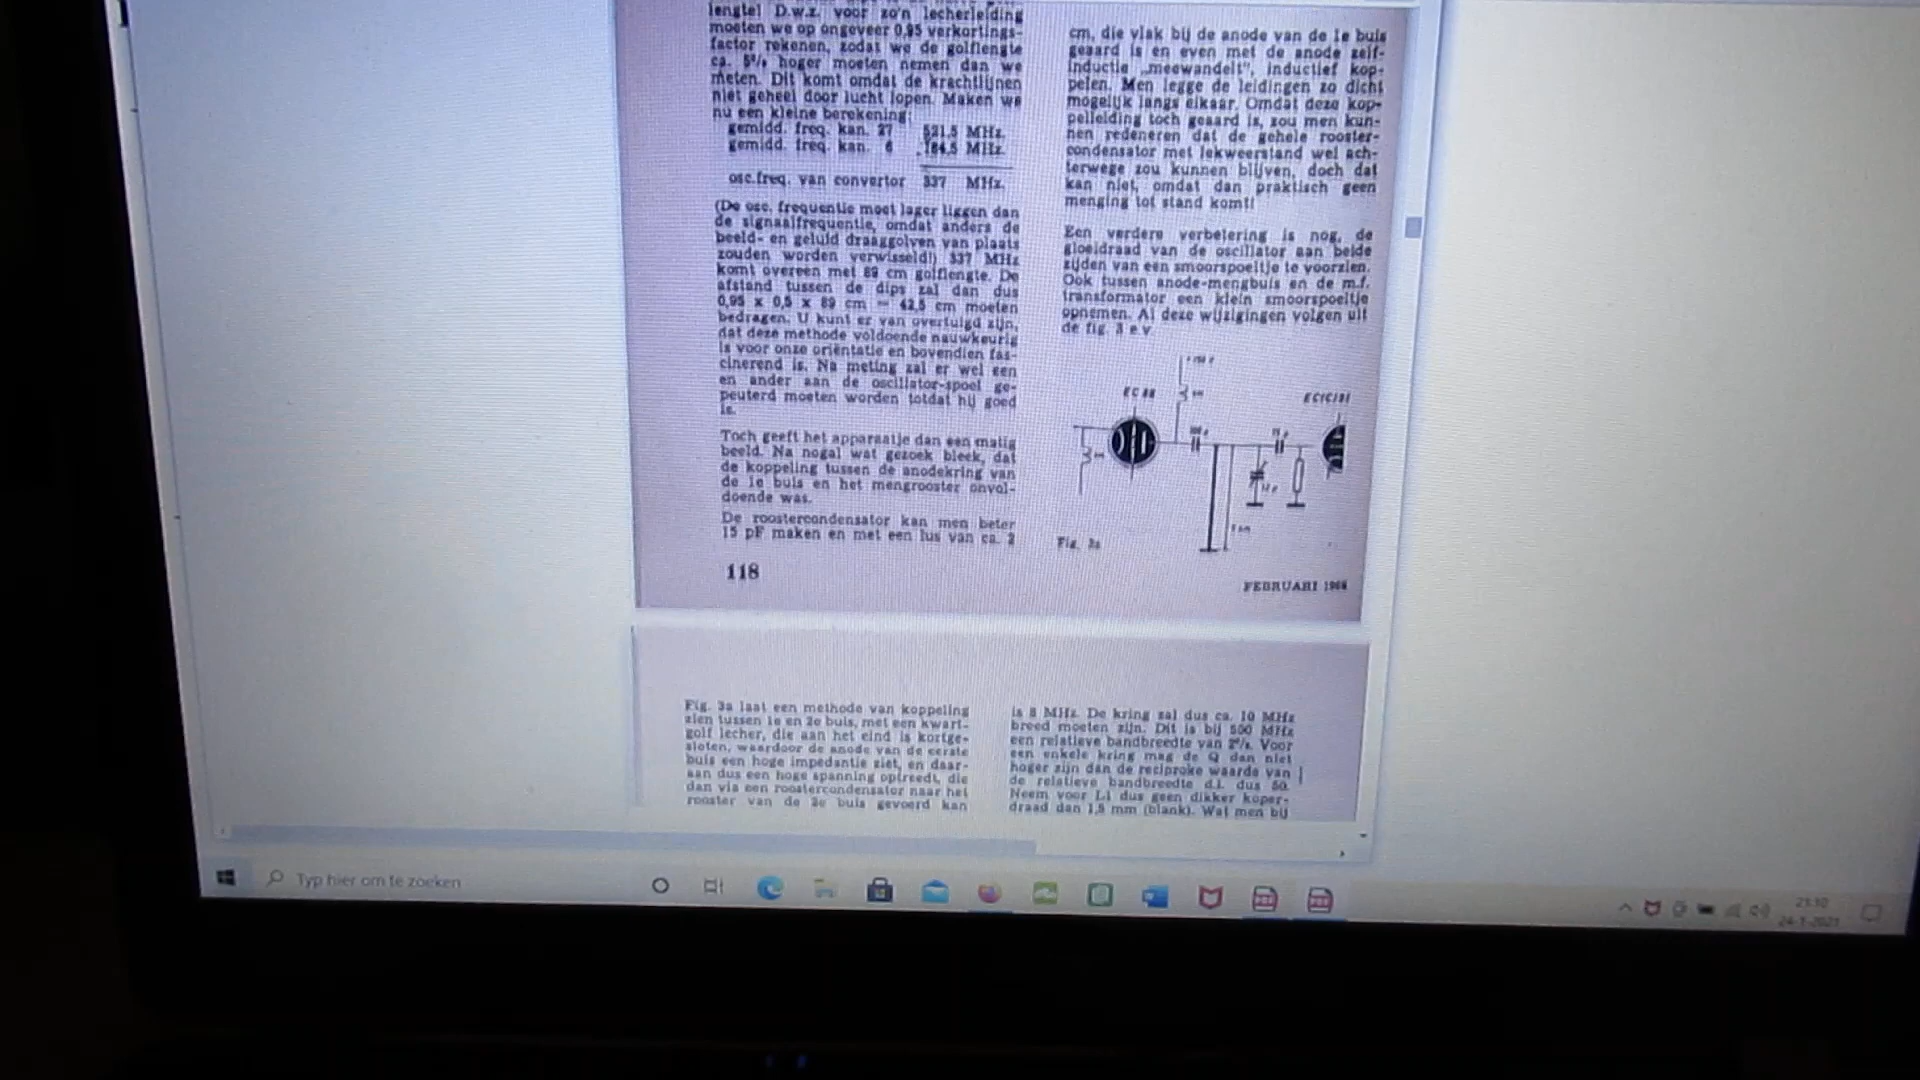 lengte! D.w.z. voor zo'n lecherleiding
moeten we op ongeveer 0,95 verkortings-
factor rekenen, zodat we de golflengte
ca. 5% hoger moeten nemen dan we
meten. Dit komt omdat de krachtlijnen
niet geheel door lucht lopen. Maken we
nu een kleine berekening:
gemidd. freq. kan. 27 521,5 MHz.
gemidd. freq. kan. 6 184,5 MHz.
osc.freq. van convertor 337 MHz.
(De osc. frequentie moet lager liggen dan
de signaalfrequentie, omdat anders de
beeld- en geluid draaggolven van plaats
zouden worden verwisseld!) 337 MHz
komt overeen met 89 cm golflengte. De
afstand tussen de dips zal dan dus
0,95 x 0,5 x 89 cm = 42,5 cm moeten
bedragen. U kunt er van overtuigd zijn,
dat deze methode voldoende nauwkeurig
is voor onze oriëntatie en bovendien fas-
cinerend is. Na meting zal er wel een
en ander aan de oscillator-spoel ge-
peuterd moeten worden totdat hij goed
is.
Toch geeft het apparaatje dan een matig
beeld. Na nogal wat gezoek bleek, dat
de koppeling tussen de anodekring van
de 1e buis en het mengrooster onvol-
doende was.
De roostercondensator kan men beter
15 pF maken en met een lus van ca. 2
118
cm, die vlak bij de anode van de 1e buis
geaard is en even met de anode zelf-
inductie „meewandelt", inductief kop-
pelen. Men legge de leidingen zo dicht
mogelijk langs elkaar. Omdat deze kop-
pelleiding toch geaard is, zou men kun-
nen redeneren dat de gehele rooster-
condensator met lekweerstand wel ach-
terwege zou kunnen blijven, doch dat
kan niet, omdat dan praktisch geen
menging tot stand komt!
Een verdere verbetering is nog, de
gloeidraad van de oscillator aan beide
zijden van een smoorspoeltje te voorzien.
Ook tussen anode-mengbuis en de m.f.
transformator een klein smoorspoeltje
opnemen. Al deze wijzigingen volgen uit
de fig. 3 e.v.
EC 88
Fig. 3a
FEBRUARI 1966
Fig. 3a laat een methode van koppeling
zien tussen 1e en 2e buis, met een kwart-
golf lecher, die aan het eind is kortge-
sloten, waardoor de anode van de eerste
buis een hoge impedantie ziet, en daar-
aan dus een hoge spanning optreedt, die
dan via een roostercondensator naar het
rooster van de 2e buis gevoerd kan
is 8 MHz. De kring zal dus ca. 10 MHz
breed moeten zijn. Dit is bij 500 MHz
een relatieve bandbreedte van 2%. Voor
een enkele kring mag de Q dan niet
hoger zijn dan de reciproke waarde van
de relatieve bandbreedte d.i. dus 50.
Neem voor L1 dus geen dikker koper-
draad dan 1,5 mm (blank). Wat men bij
Typ hier om te zoeken
21:10
24-1-2021